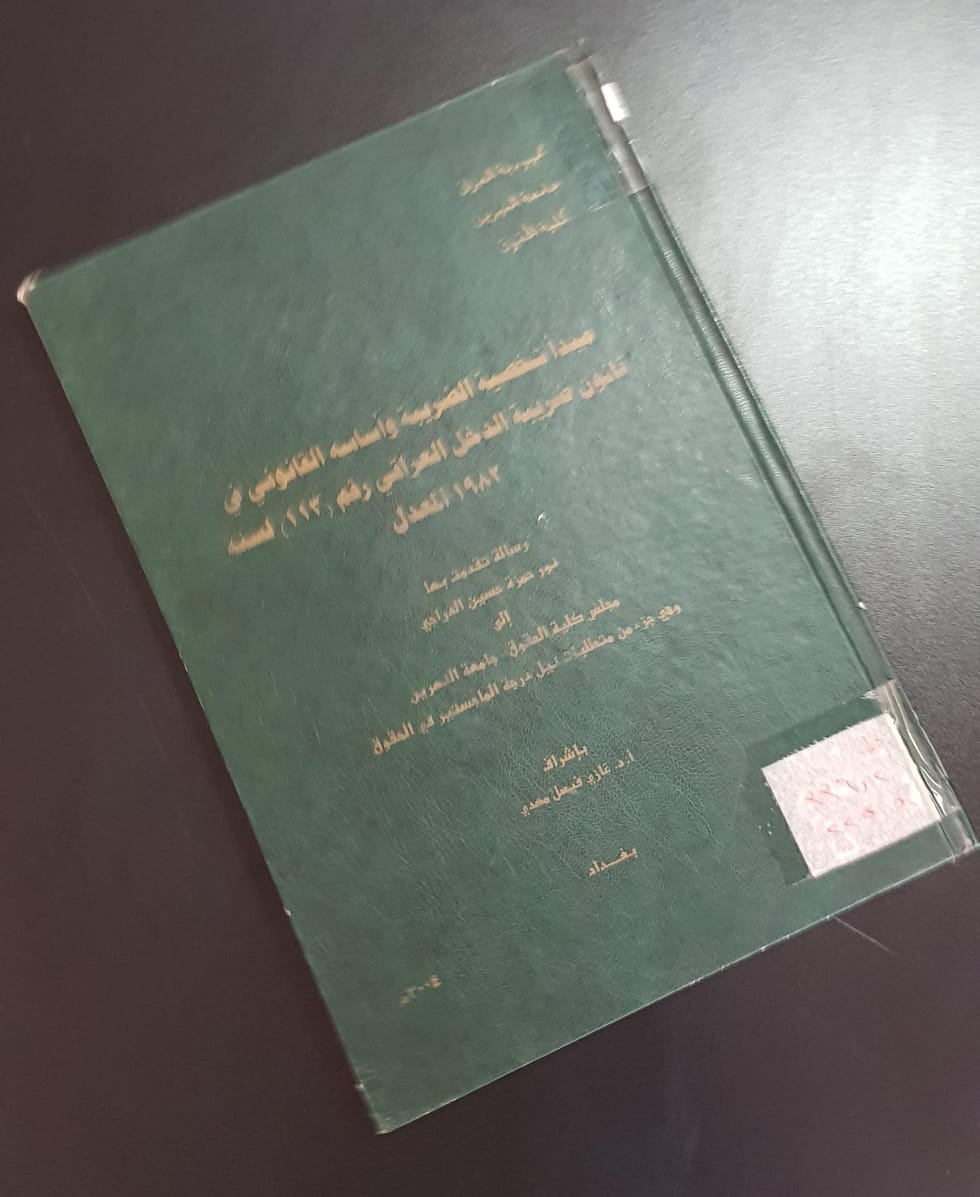 جمهورية العراق
جامعة النهرين
كلية الحقوق
مبدأ شخصية الضريبة وأساسه القانوني في
قانون ضريبة الدخل العراقي رقم (١١٣) لسنة
١٩٨٢ المعدل
رسالة تقدمت بها
نور حمزة حسين الدراجي
إلى
مجلس كلية الحقوق - جامعة النهرين
وهي جزء من متطلبات نيل درجة الماجستير في الحقوق
بإشراف
أ.د. غازي فيصل مهدي
بغـداد
٢٠٠٤م